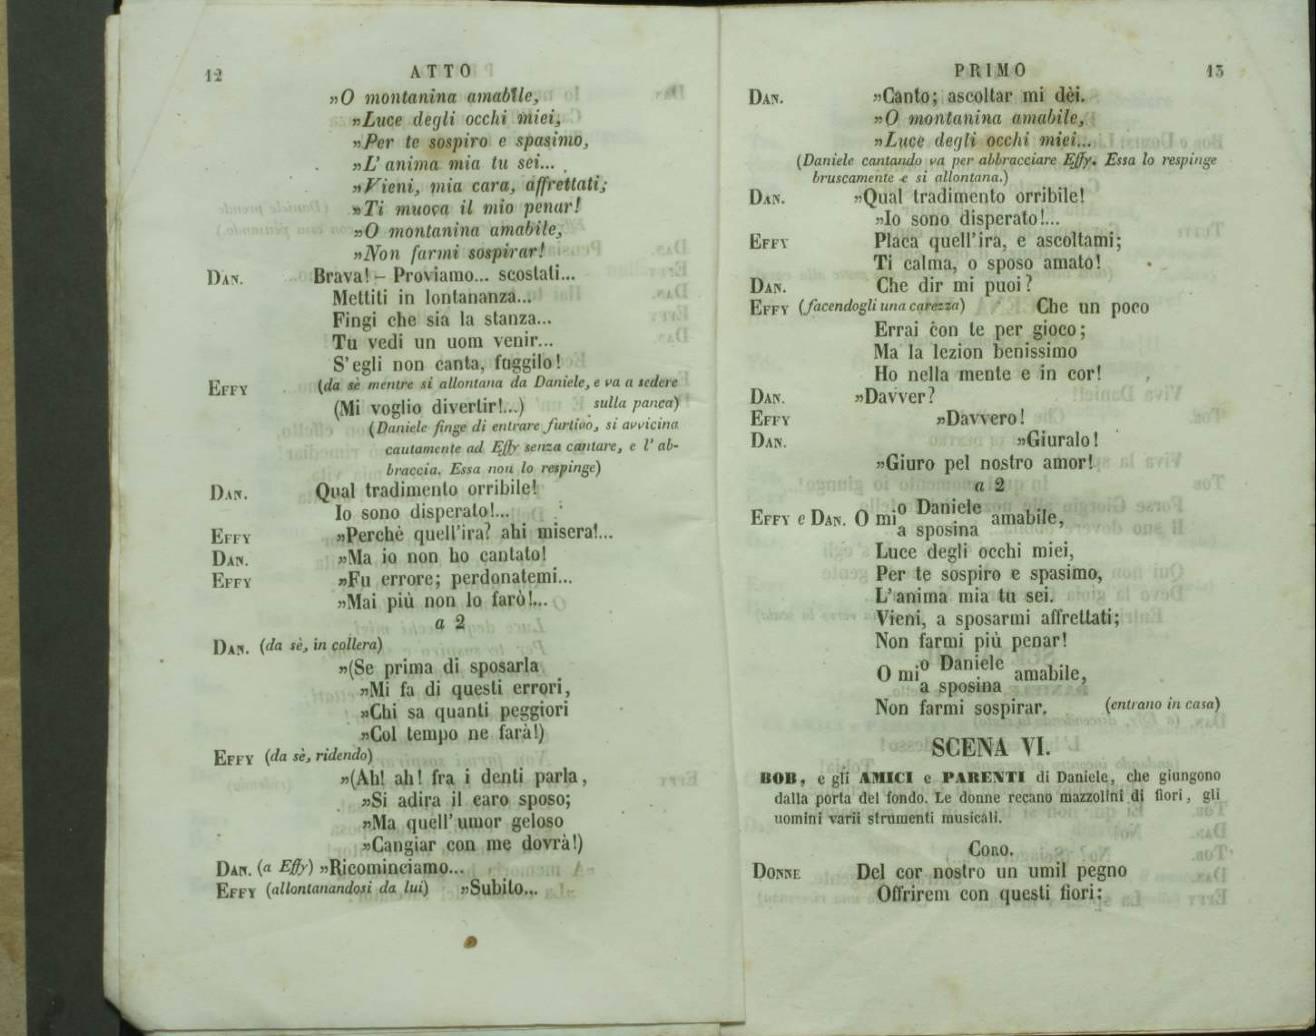 12 ATTO
»O montanina amabile,
»Luce degli occhi miei,
»Per te sospiro e spasimo,
»L'anima mia tu sei...
»Vieni, mia cara, affrettati;
»Ti muova il mio penar!
»O montanina amabile,
»Non farmi sospirar!
DAN. Brava! – Proviamo... scostati...
Mettiti in lontananza...
Fingi che sia la stanza...
Tu vedi un uom venir...
S'egli non canta, fuggilo!
EFFY (da sè mentre si allontana da Daniele, e va a sedere
(Mi voglio divertir!...) sulla panca)
(Daniele finge di entrare furtivo, si avvicina
cautamente ad Effy senza cantare, e l'ab-
braccia. Essa non lo respinge)
DAN. Qual tradimento orribile!
Io sono disperato!...
EFFY »Perchè quell'ira? ahi misera!...
DAN. »Ma io non ho cantato!
EFFY »Fu errore; perdonatemi...
»Mai più non lo farò!...
a 2
DAN. (da sè, in collera)
»(Se prima di sposarla
»Mi fa di questi errori,
»Chi sa quanti peggiori
»Col tempo ne farà!)
EFFY (da sè, ridendo)
»(Ah! ah! fra i denti parla,
»Si adira il caro sposo;
»Ma quell'umor geloso
»Cangiar con me dovrà!)
DAN. (a Effy) »Ricominciamo...
EFFY (allontanandosi da lui) »Subito...
PRIMO 13
DAN. »Canto; ascoltar mi dèi.
»O montanina amabile,
»Luce degli occhi miei...
(Daniele cantando va per abbracciare Effy. Essa lo respinge
bruscamente e si allontana.)
DAN. »Qual tradimento orribile!
»Io sono disperato!...
EFFY Placa quell'ira, e ascoltami;
Ti calma, o sposo amato!
DAN. Che dir mi puoi?
EFFY (facendogli una carezza) Che un poco
Errai con te per gioco;
Ma la lezion benissimo
Ho nella mente e in cor!
DAN. »Davver?
EFFY »Davvero!
DAN. »Giuralo!
»Giuro pel nostro amor!
a 2
EFFY e DAN. O mio Daniele amabile,
a sposina
Luce degli occhi miei,
Per te sospiro e spasimo,
L'anima mia tu sei.
Vieni, a sposarmi affrettati;
Non farmi più penar!
O mio Daniele amabile,
a sposina
Non farmi sospirar. (entrano in casa)
SCENA VI.
BOB, e gli AMICI e PARENTI di Daniele, che giungono
dalla porta del fondo. Le donne recano mazzolini di fiori, gli
uomini varii strumenti musicali.
CORO.
DONNE Del cor nostro un umil pegno
Offrirem con questi fiori: